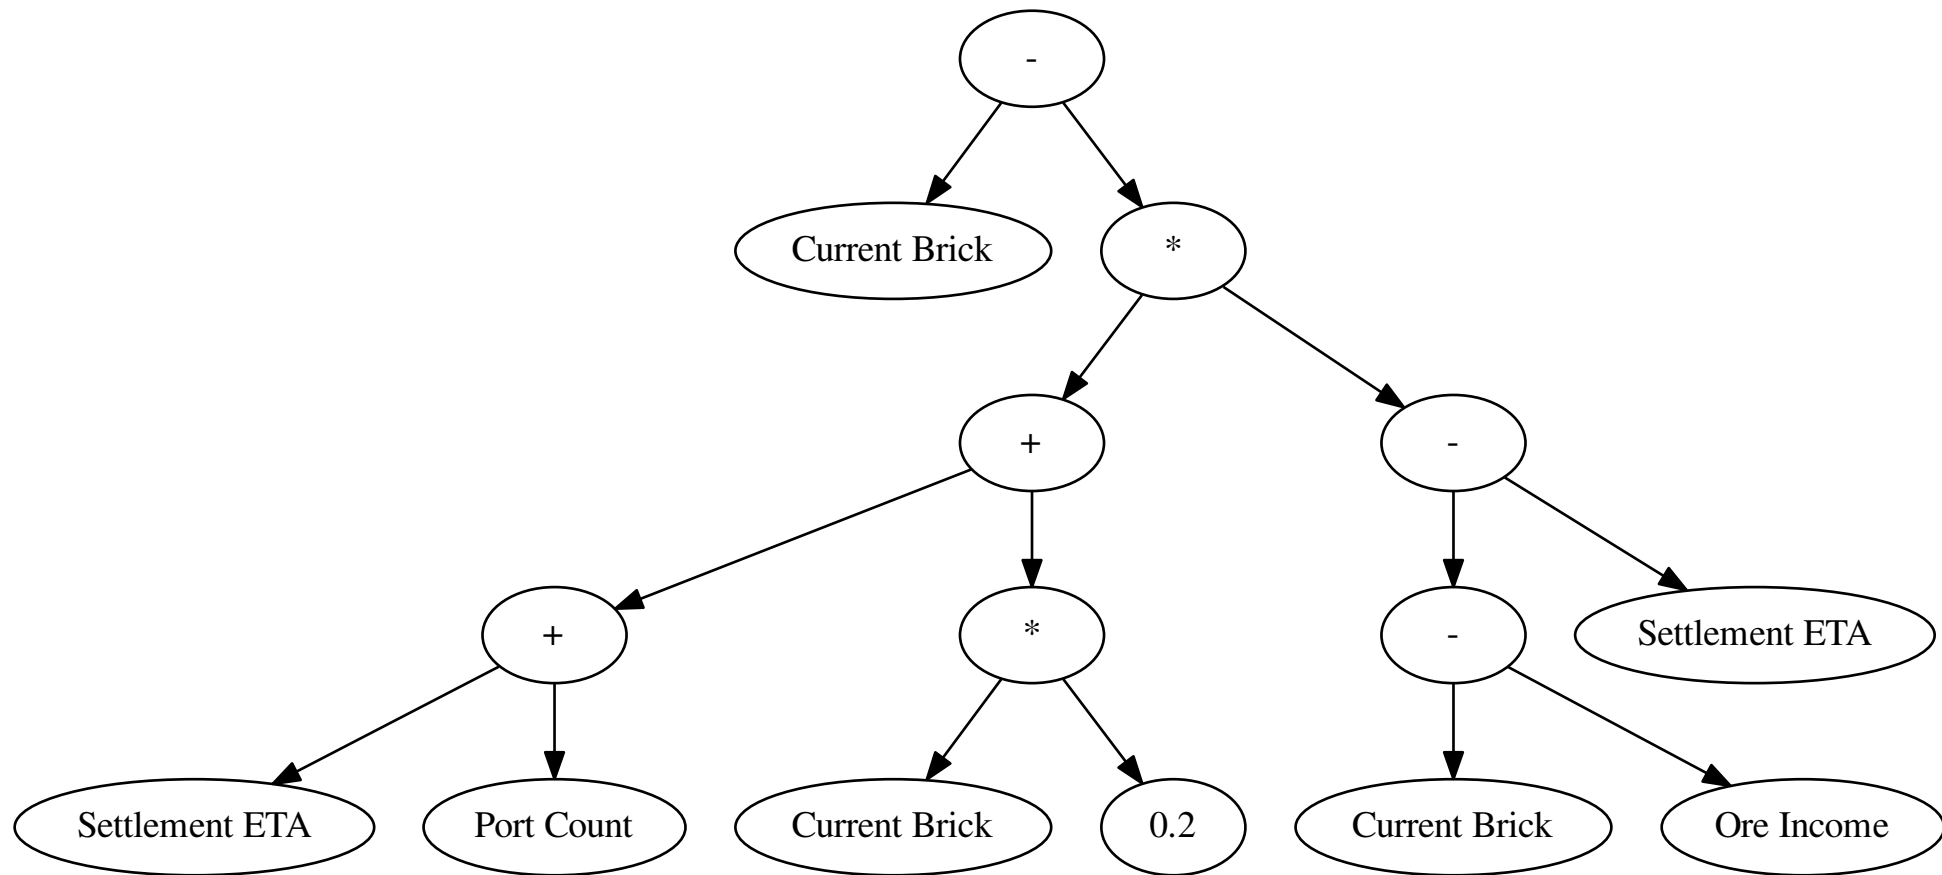 -
Current Brick
*
+
-
+
*
-
Settlement ETA
Settlement ETA
Port Count
Current Brick
0.2
Current Brick
Ore Income